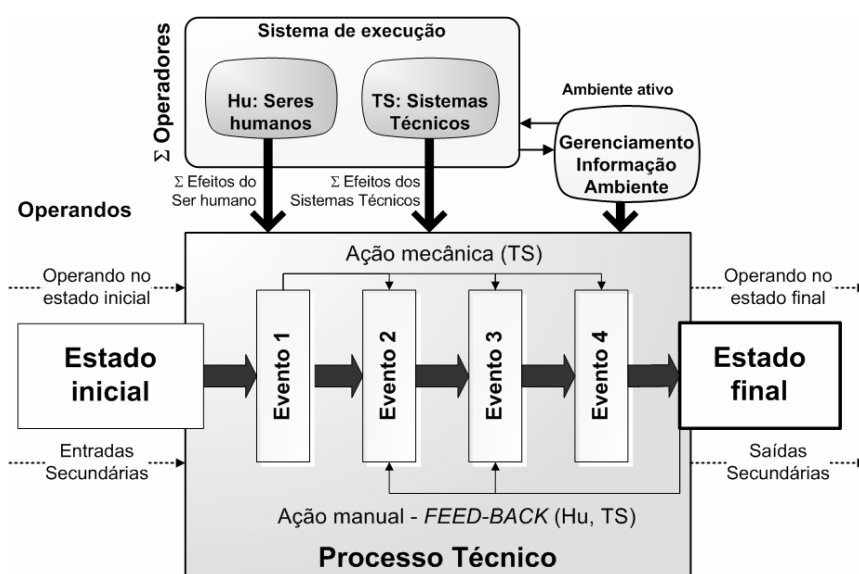 Sistema de execução
Σ Operadores
Hu: Seres
humanos
TS: Sistemas
Técnicos
Ambiente ativo
Gerenciamento
Informação
Ambiente
Σ Efeitos do
Ser humano
Σ Efeitos dos
Sistemas Técnicos
Operandos
Ação mecânica (TS)
Operando no
estado inicial
Operando no
estado final
Estado
inicial
Evento 1
Evento 2
Evento 3
Evento 4
Estado
final
Entradas
Secundárias
Saídas
Secundárias
Ação manual - FEED-BACK (Hu, TS)
Processo Técnico